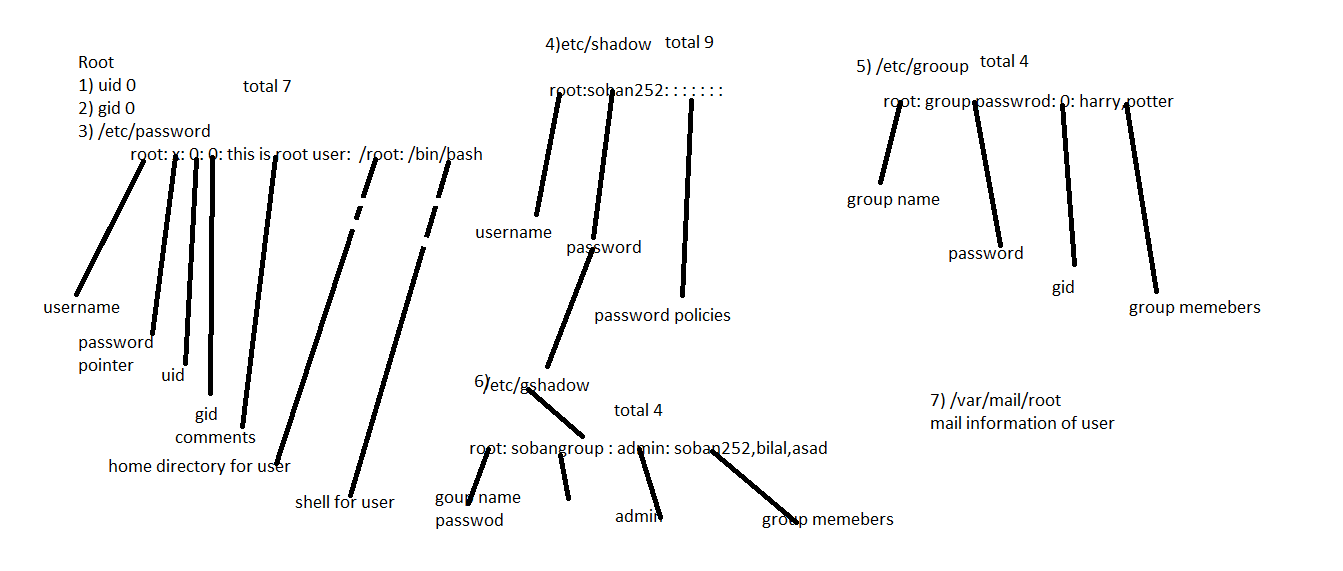 Root
1) uid 0
total 7
2) gid 0
3) /etc/password
root: x: 0: 0: this is root user:  /root: /bin/bash
username
password
pointer
uid
gid
comments
home directory for user
shell for user
4)etc/shadow
total 9
root:soban252: : : : : : :
username
password
password policies
5) /etc/grooup
total 4
root: group passwrod: 0: harry,potter
group name
password
gid
group memebers
6)/etc/gshadow
total 4
root: sobangroup : admin: soban252,bilal,asad
goup name
passwod
admin
group memebers
7) /var/mail/root
mail information of user